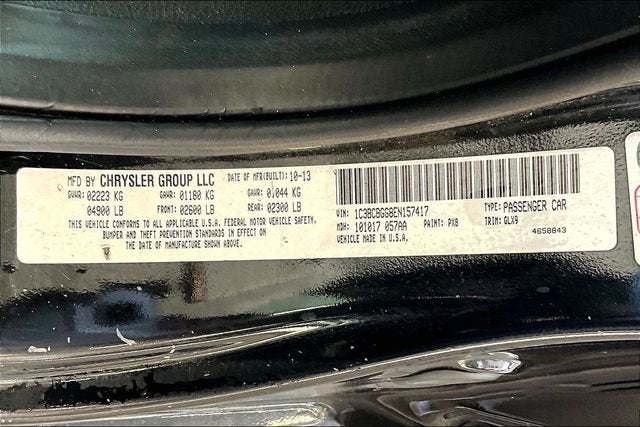 MFD BY CHRYSLER GROUP LLC DATE OF MFR(BUILT): 10-13
GVWR: 02223 KG GAWR: 01180 KG GAWR: 0.044 KG
04900 LB FRONT: 02600 LB REAR: 02300 LB
THIS VEHICLE CONFORMS TO ALL APPLICABLE U.S.A. FEDERAL MOTOR VEHICLE SAFETY,
BUMPER AND THEFT PREVENTION STANDARDS IN EFFECT ON
THE DATE OF MANUFACTURE SHOWN ABOVE.
VIN: 1C3BCBGG8EN157417 TYPE: PASSENGER CAR
MDH: 101017 057AA PAINT: PX8 TRIM: GLX9
VEHICLE MADE IN U.S.A. 4658843